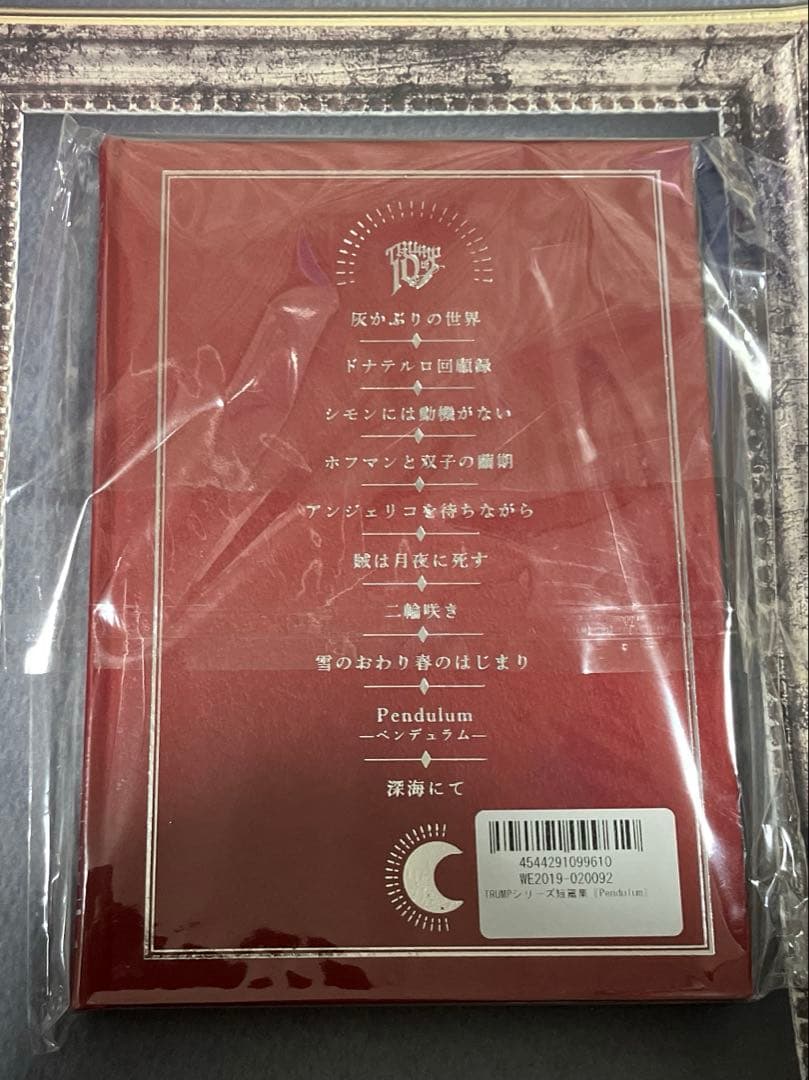 TRUMP
10th
灰かぶりの世界
ドナテルロ回顧録
シモンには動機がない
ホフマンと双子の繭期
アンジェリコを待ちながら
賊は月夜に死す
二輪咲き
雪のおわり春のはじまり
Pendulum
―ペンデュラム―
深海にて
4544291099610
WE2019-020092
TRUMPシリーズ短篇集『Pendulum』